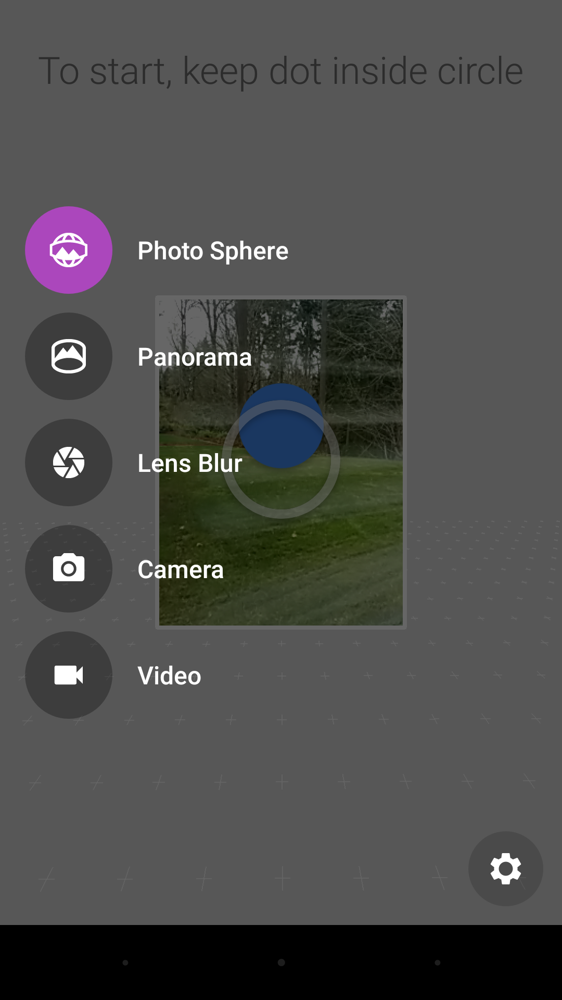 To start, keep dot inside circle
Photo Sphere
Panorama
Lens Blur
Camera
Video